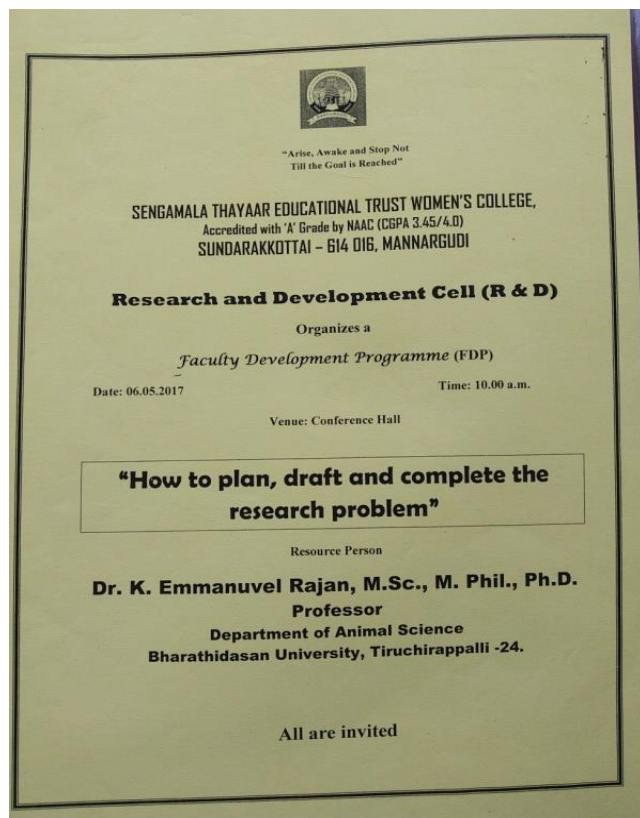 "Arise, Awake and Stop Not
Till the Goal is Reached"
SENGAMALA THAYAAR EDUCATIONAL TRUST WOMEN'S COLLEGE,
Accredited with 'A' Grade by NAAC (CGPA 3.45/4.0)
SUNDARAKKOTTAI – 614 016, MANNARGUDI
Research and Development Cell (R & D)
Organizes a
Faculty Development Programme (FDP)
Date: 06.05.2017 Time: 10.00 a.m.
Venue: Conference Hall
"How to plan, draft and complete the
research problem"
Resource Person
Dr. K. Emmanuvel Rajan, M.Sc., M. Phil., Ph.D.
Professor
Department of Animal Science
Bharathidasan University, Tiruchirappalli -24.
All are invited